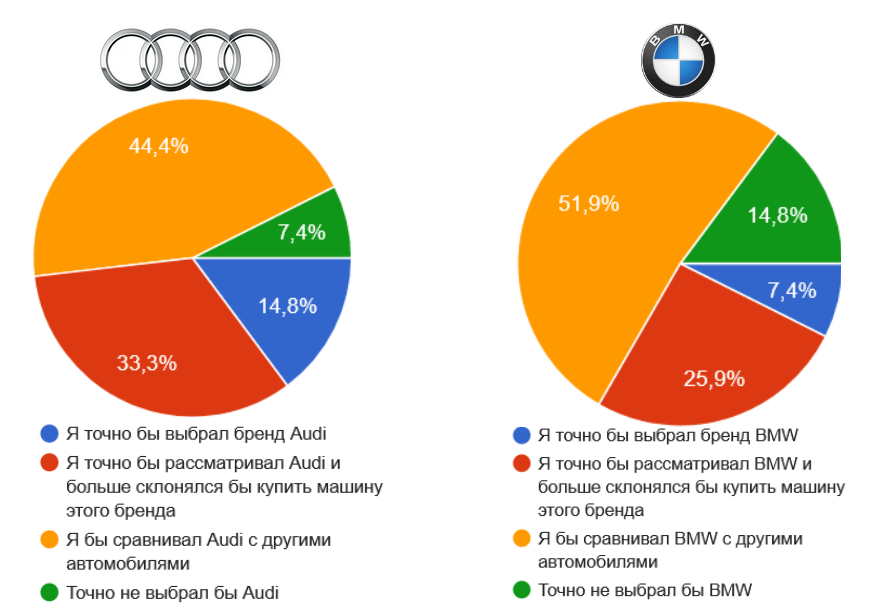 BMW
44,4%
7,4%
14,8%
33,3%
Я точно бы выбрал бренд Audi
Я точно бы рассматривал Audi и
больше склонялся бы купить машину
этого бренда
Я бы сравнивал Audi с другими
автомобилями
Точно не выбрал бы Audi
51,9%
14,8%
7,4%
25,9%
Я точно бы выбрал бренд BMW
Я точно бы рассматривал BMW и
больше склонялся бы купить машину
этого бренда
Я бы сравнивал BMW с другими
автомобилями
Точно не выбрал бы BMW